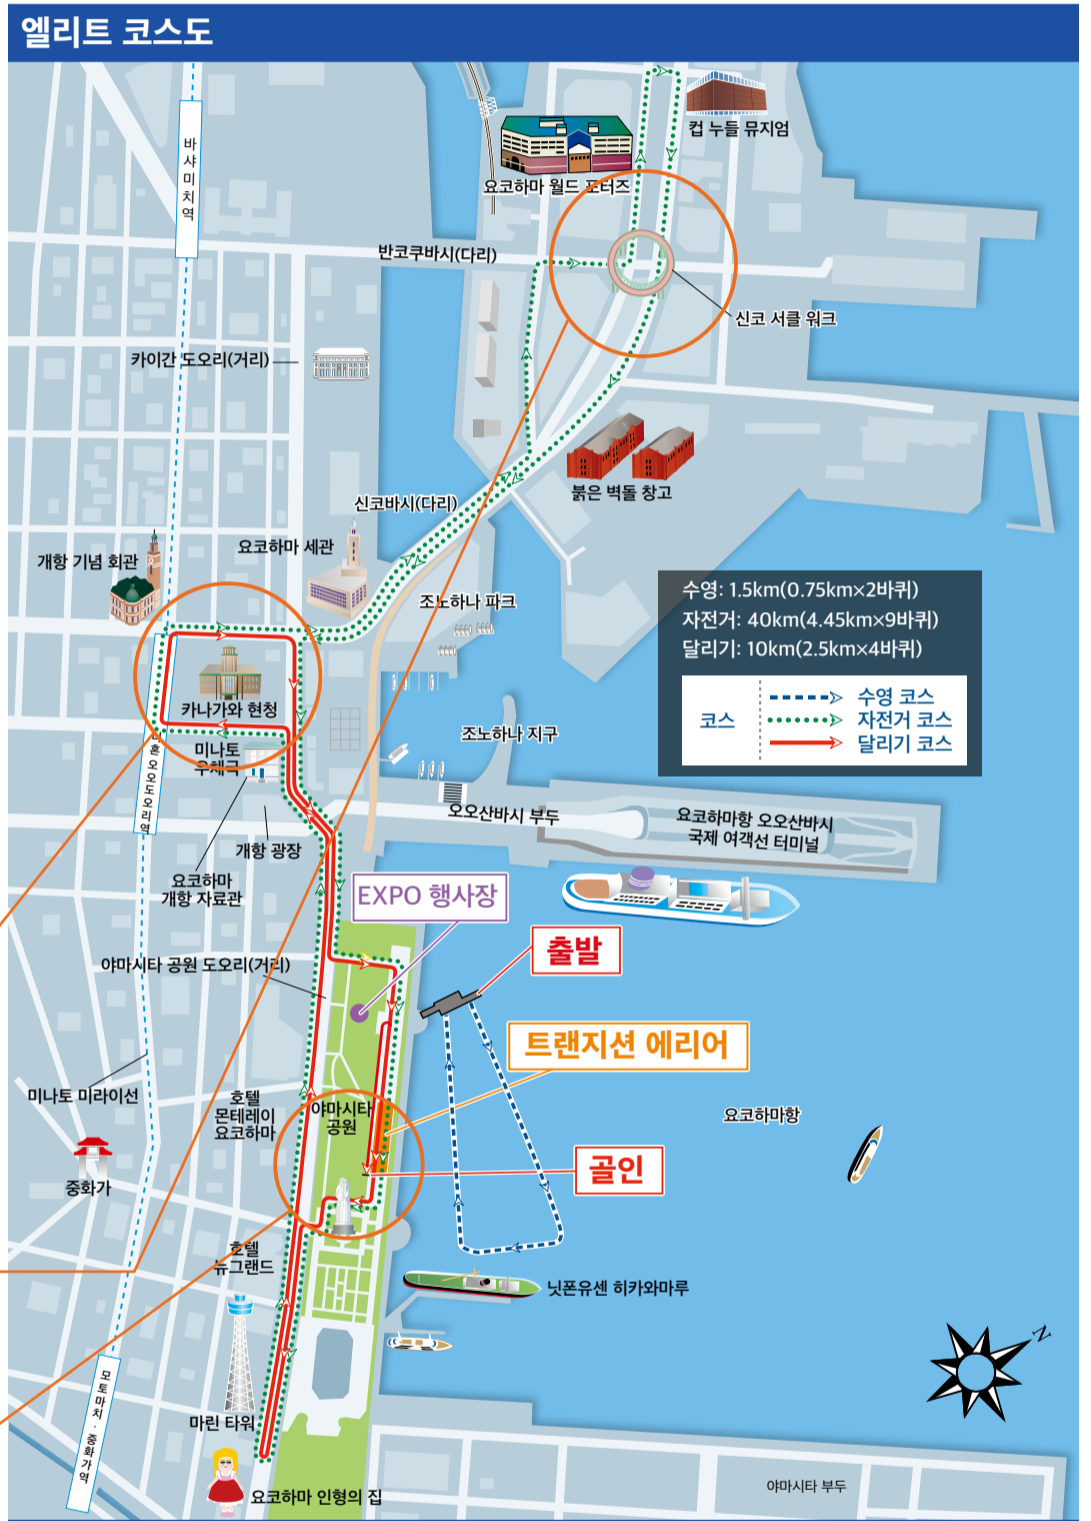 엘리트 코스도
컵 누들 뮤지엄
바샤미치역
요코하마 월드 포터즈
반코쿠바시(다리)
신코 서클 워크
카이간 도오리(거리)
붉은 벽돌 창고
신코바시(다리)
요코하마 세관
개항 기념 회관
조노하나 파크
수영: 1.5km(0.75km×2바퀴)
자전거: 40km(4.45km×9바퀴)
달리기: 10km(2.5km×4바퀴)
코스
수영 코스
자전거 코스
달리기 코스
카나가와 현청
조노하나 지구
미나토
우체국
니혼 오오도오리역
오오산바시 부두
요코하마항 오오산바시
국제 여객선 터미널
개항 광장
요코하마
개항 자료관
EXPO 행사장
출발
야마시타 공원 도오리(거리)
트랜지션 에리어
미나토 미라이선
호텔
몬테레이
요코하마
야마시타
공원
요코하마항
골인
중화가
호텔
뉴그랜드
닛폰유센 히카와마루
N
모토마치·중화가역
마린 타워
요코하마 인형의 집
야마시타 부두